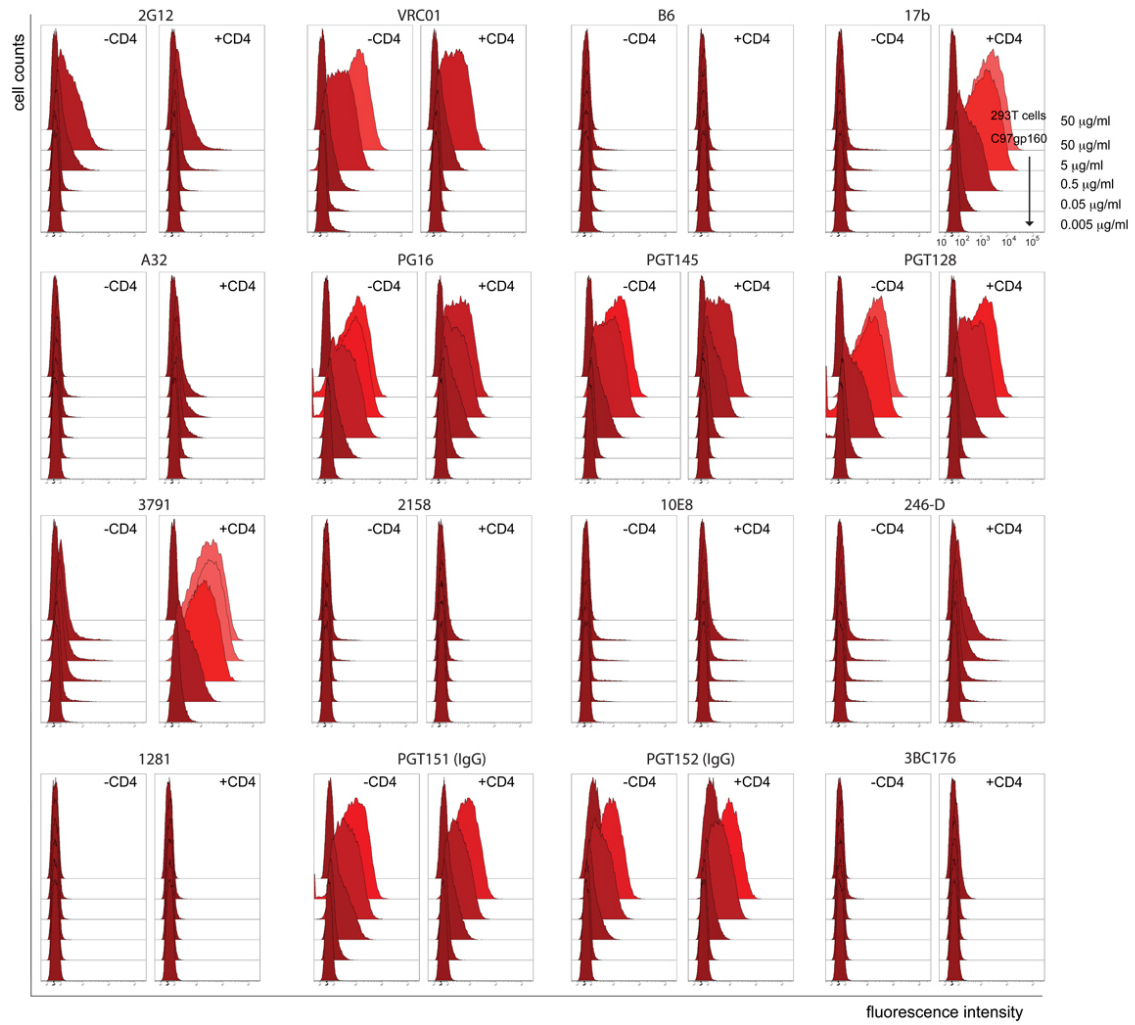 2G12
VRC01
B6
17b
-CD4
+CD4
-CD4
+CD4
-CD4
+CD4
-CD4
+CD4
cell counts
293T cells
50 μg/ml
C97gp160
50 μg/ml
5 μg/ml
0.5 μg/ml
0.05 μg/ml
0.005 μg/ml
10 10² 10³ 10⁴ 10⁵
A32
PG16
PGT145
PGT128
-CD4
+CD4
-CD4
+CD4
-CD4
+CD4
-CD4
+CD4
3791
2158
10E8
246-D
-CD4
+CD4
-CD4
+CD4
-CD4
+CD4
-CD4
+CD4
1281
PGT151 (IgG)
PGT152 (IgG)
3BC176
-CD4
+CD4
-CD4
+CD4
-CD4
+CD4
-CD4
+CD4
fluorescence intensity